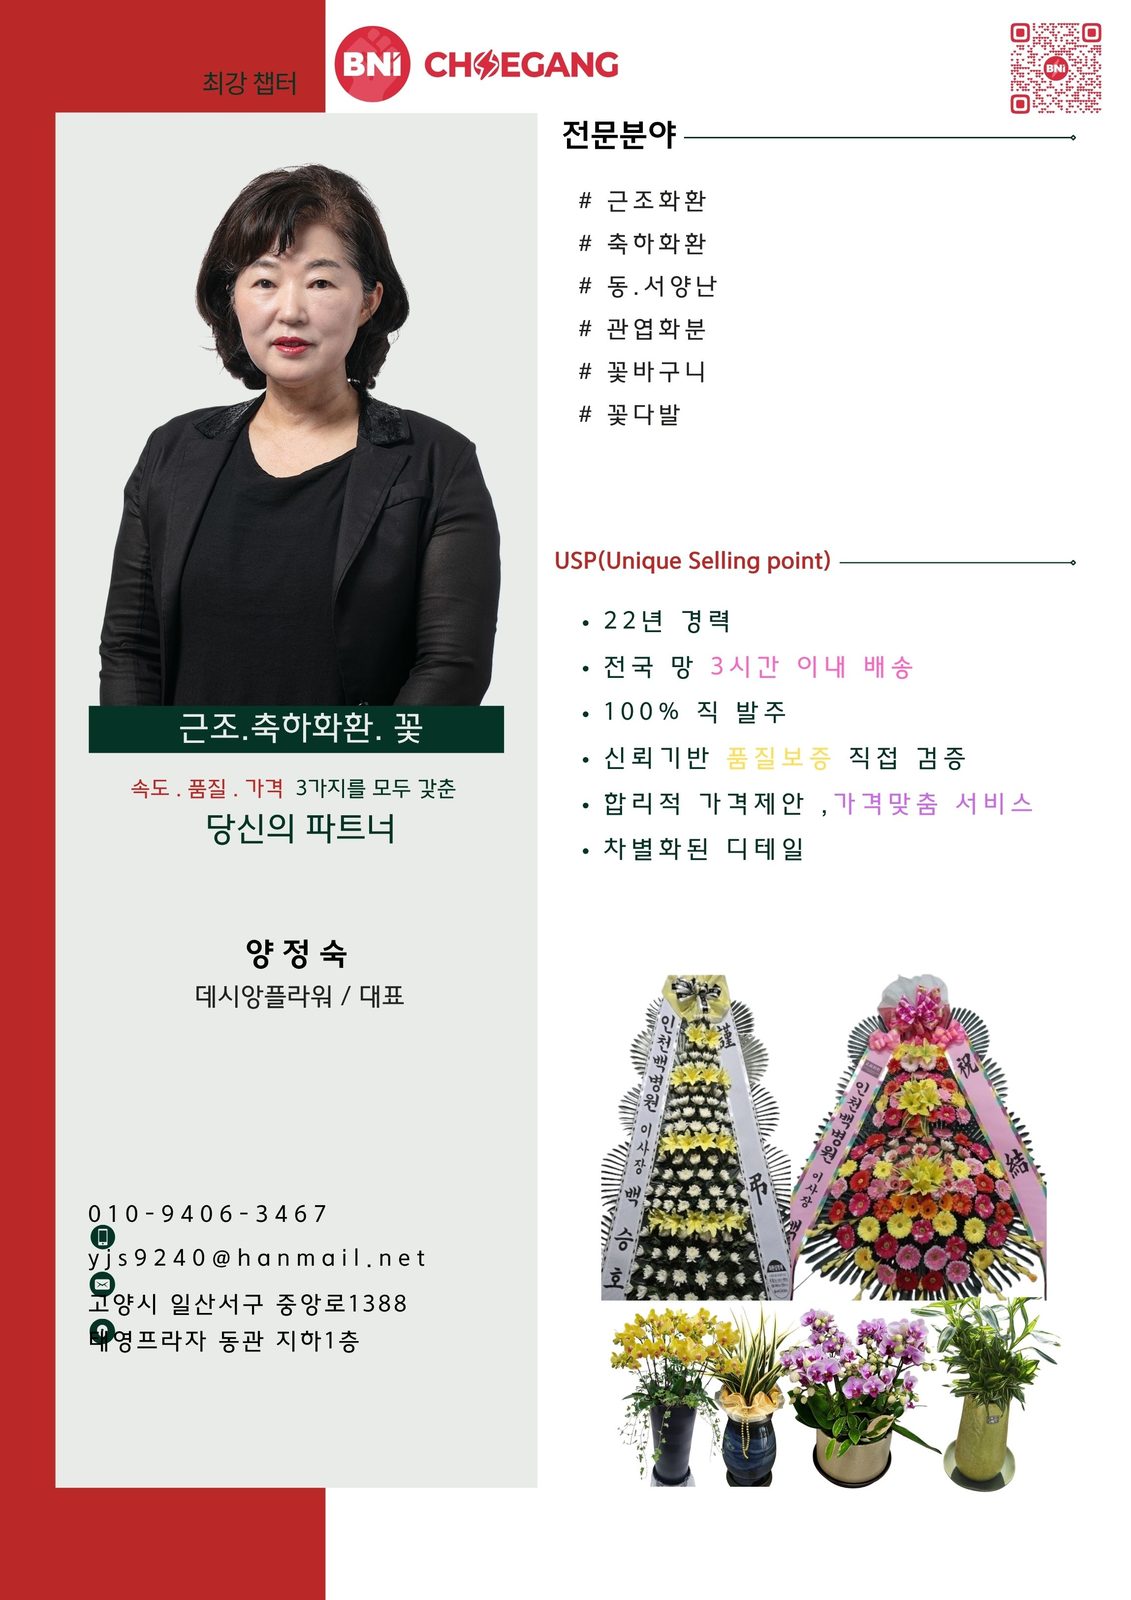 최강 챕터
BNI CHOEGANG
BNI
근조.축하화환. 꽃
속도 . 품질 . 가격 3가지를 모두 갖춘
당신의 파트너
양정숙
데시앙플라워 / 대표
010-9406-3467
yjs9240@hanmail.net
고양시 일산서구 중앙로1388
태영프라자 동관 지하1층
전문분야
# 근조화환
# 축하화환
# 동.서양난
# 관엽화분
# 꽃바구니
# 꽃다발
USP(Unique Selling point)
• 22년 경력
• 전국 망 3시간 이내 배송
• 100% 직 발주
• 신뢰기반 품질보증 직접 검증
• 합리적 가격제안 ,가격맞춤 서비스
• 차별화된 디테일
인천백병원 이사장 백승호
謹 弔
인천백병원 이사장 백
祝 結